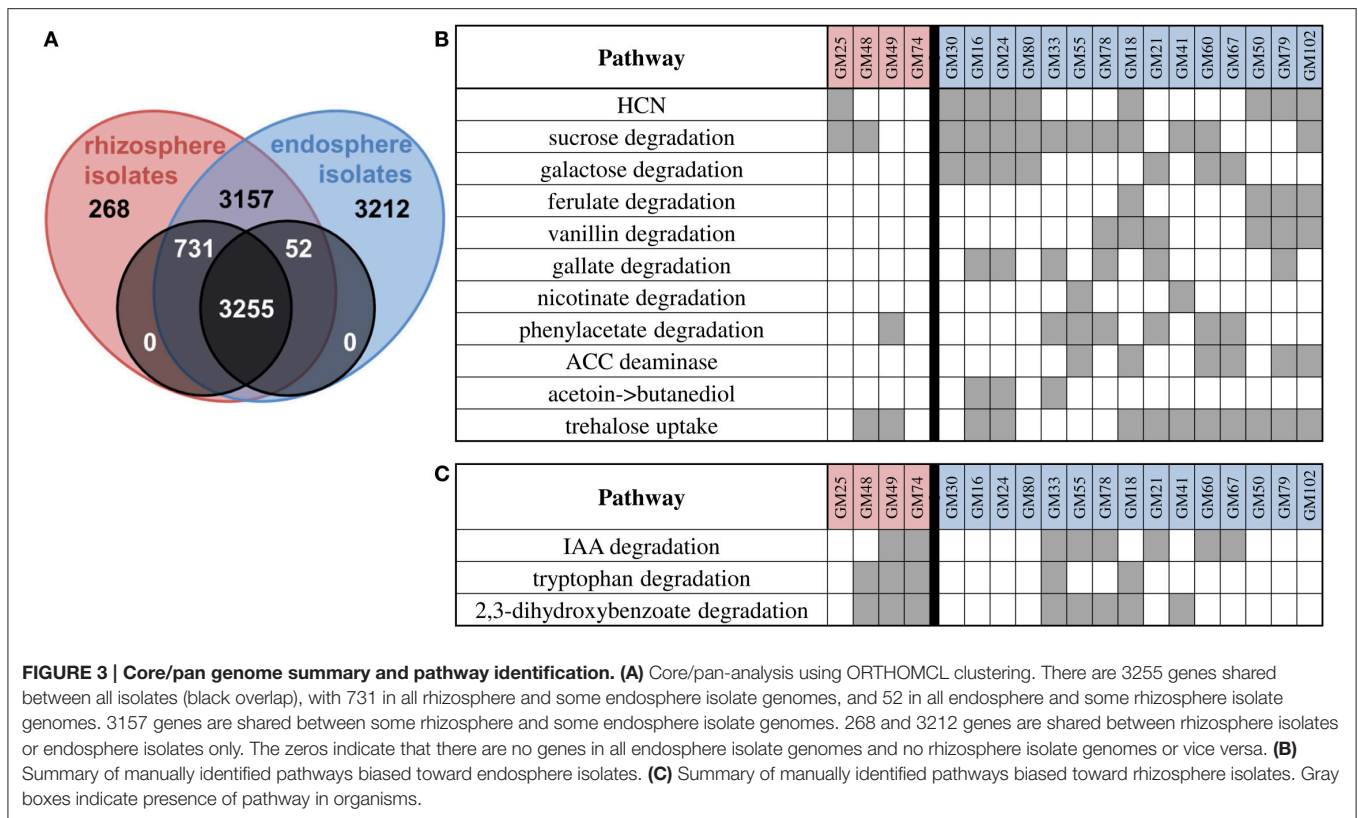 A
rhizosphere
isolates
268
endosphere
isolates
3212
3157
731
52
3255
0
0
B
Pathway
GM25 GM48 GM49 GM74 GM30 GM16 GM24 GM80 GM33 GM55 GM78 GM18 GM21 GM41 GM60 GM67 GM50 GM79 GM102
HCN
sucrose degradation
galactose degradation
ferulate degradation
vanillin degradation
gallate degradation
nicotinate degradation
phenylacetate degradation
ACC deaminase
acetoin->butanediol
trehalose uptake
C
Pathway
GM25 GM48 GM49 GM74 GM30 GM16 GM24 GM80 GM33 GM55 GM78 GM18 GM21 GM41 GM60 GM67 GM50 GM79 GM102
IAA degradation
tryptophan degradation
2,3-dihydroxybenzoate degradation
FIGURE 3 | Core/pan genome summary and pathway identification. (A) Core/pan-analysis using ORTHOMCL clustering. There are 3255 genes shared
between all isolates (black overlap), with 731 in all rhizosphere and some endosphere isolate genomes, and 52 in all endosphere and some rhizosphere isolate
genomes. 3157 genes are shared between some rhizosphere and some endosphere isolate genomes. 268 and 3212 genes are shared between rhizosphere isolates
or endosphere isolates only. The zeros indicate that there are no genes in all endosphere isolate genomes and no rhizosphere isolate genomes or vice versa. (B)
Summary of manually identified pathways biased toward endosphere isolates. (C) Summary of manually identified pathways biased toward rhizosphere isolates. Gray
boxes indicate presence of pathway in organisms.